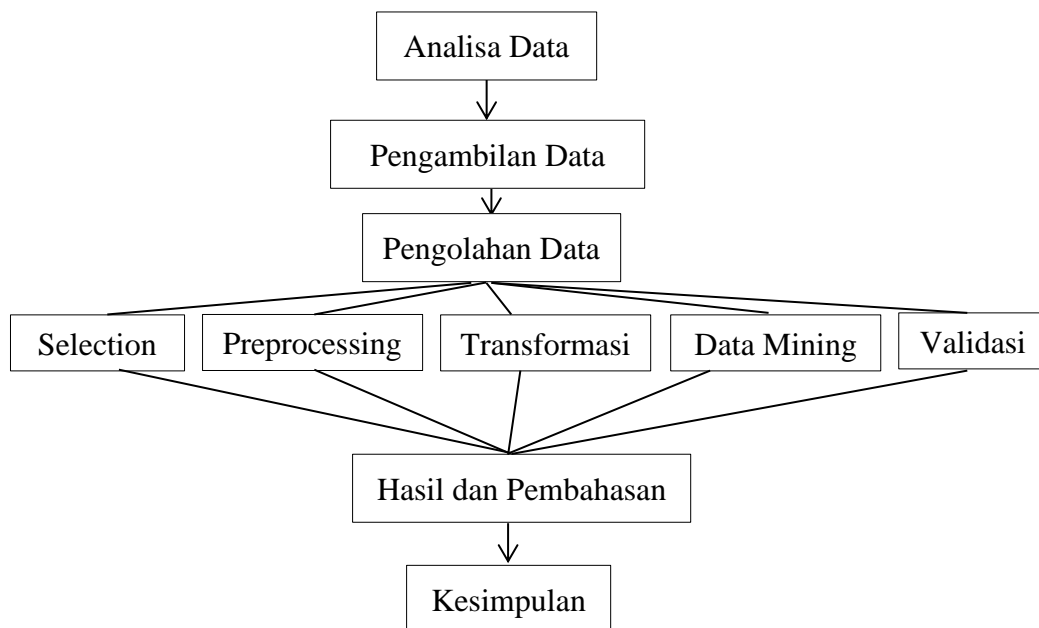 Analisa Data
Pengambilan Data
Pengolahan Data
Selection
Preprocessing
Transformasi
Data Mining
Validasi
Hasil dan Pembahasan
Kesimpulan